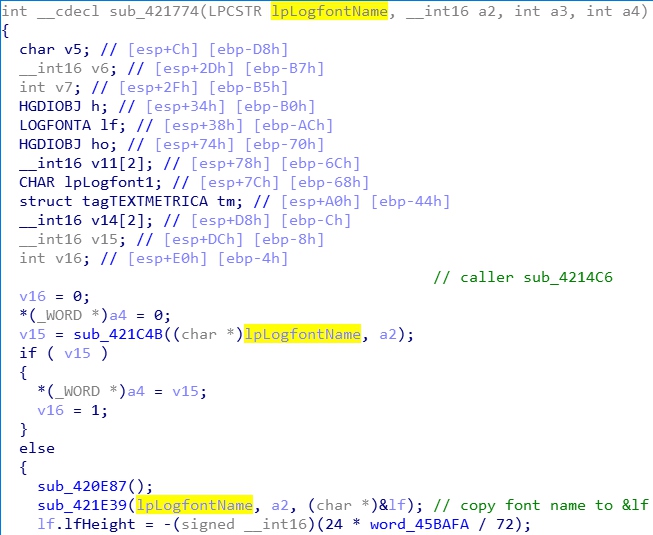 int __cdecl sub_421774(LPCSTR lpLogfontName, __int16 a2, int a3, int a4)
{
  char v5; // [esp+Ch] [ebp-D8h]
  __int16 v6; // [esp+2Dh] [ebp-B7h]
  int v7; // [esp+2Fh] [ebp-B5h]
  HGDIOBJ h; // [esp+34h] [ebp-B0h]
  LOGFONTA lf; // [esp+38h] [ebp-ACh]
  HGDIOBJ ho; // [esp+74h] [ebp-70h]
  __int16 v11[2]; // [esp+78h] [ebp-6Ch]
  CHAR lpLogfont1; // [esp+7Ch] [ebp-68h]
  struct tagTEXTMETRICA tm; // [esp+A0h] [ebp-44h]
  __int16 v14[2]; // [esp+D8h] [ebp-Ch]
  __int16 v15; // [esp+DCh] [ebp-8h]
  int v16; // [esp+E0h] [ebp-4h]
                                                  // caller sub_4214C6
  v16 = 0;
  *(_WORD *)a4 = 0;
  v15 = sub_421C4B((char *)lpLogfontName, a2);
  if ( v15 )
  {
    *(_WORD *)a4 = v15;
    v16 = 1;
  }
  else
  {
    sub_420E87();
    sub_421E39(lpLogfontName, a2, (char *)&lf); // copy font name to &lf
    lf.lfHeight = -(signed __int16)(24 * word_45BAFA / 72);